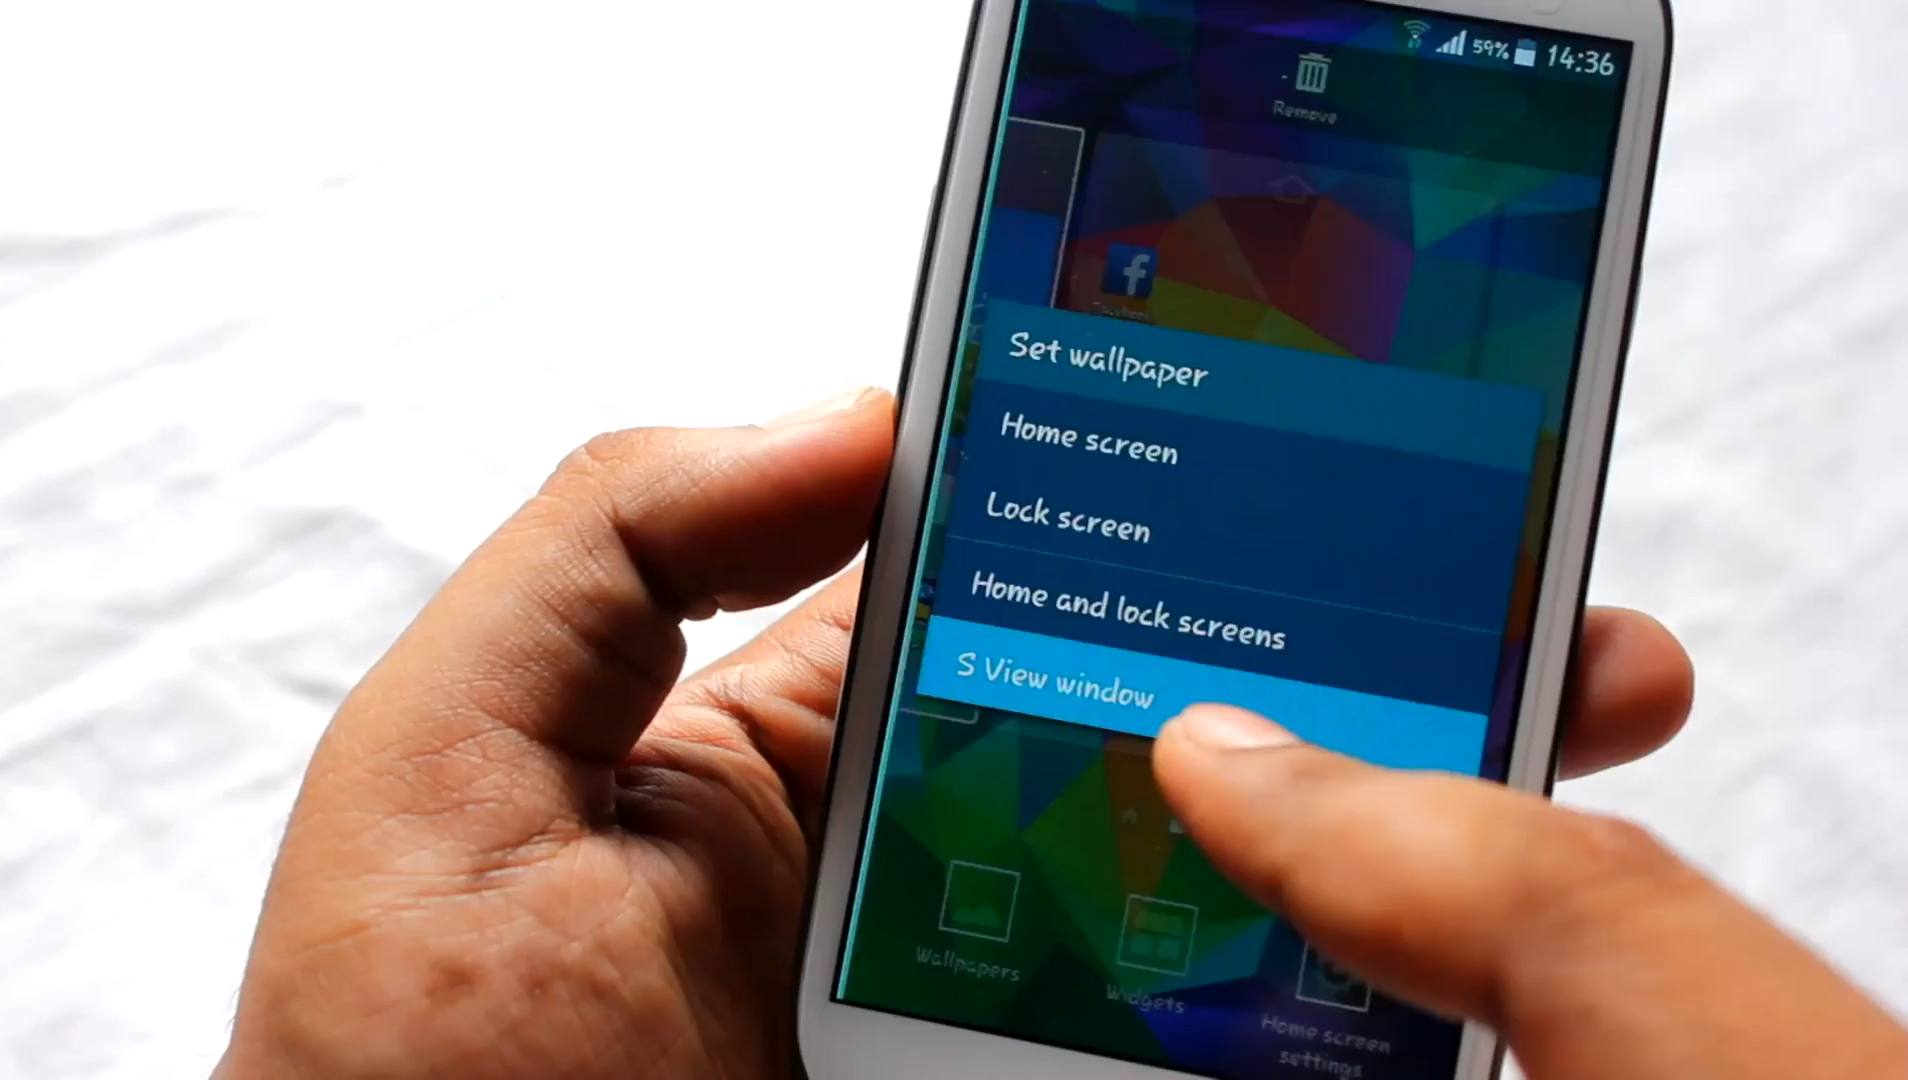 59% 14:36
Remove
f
Facebook
Set wallpaper
Home screen
Lock screen
Home and lock screens
S View window
Wallpapers
Widgets
Home screen
settings